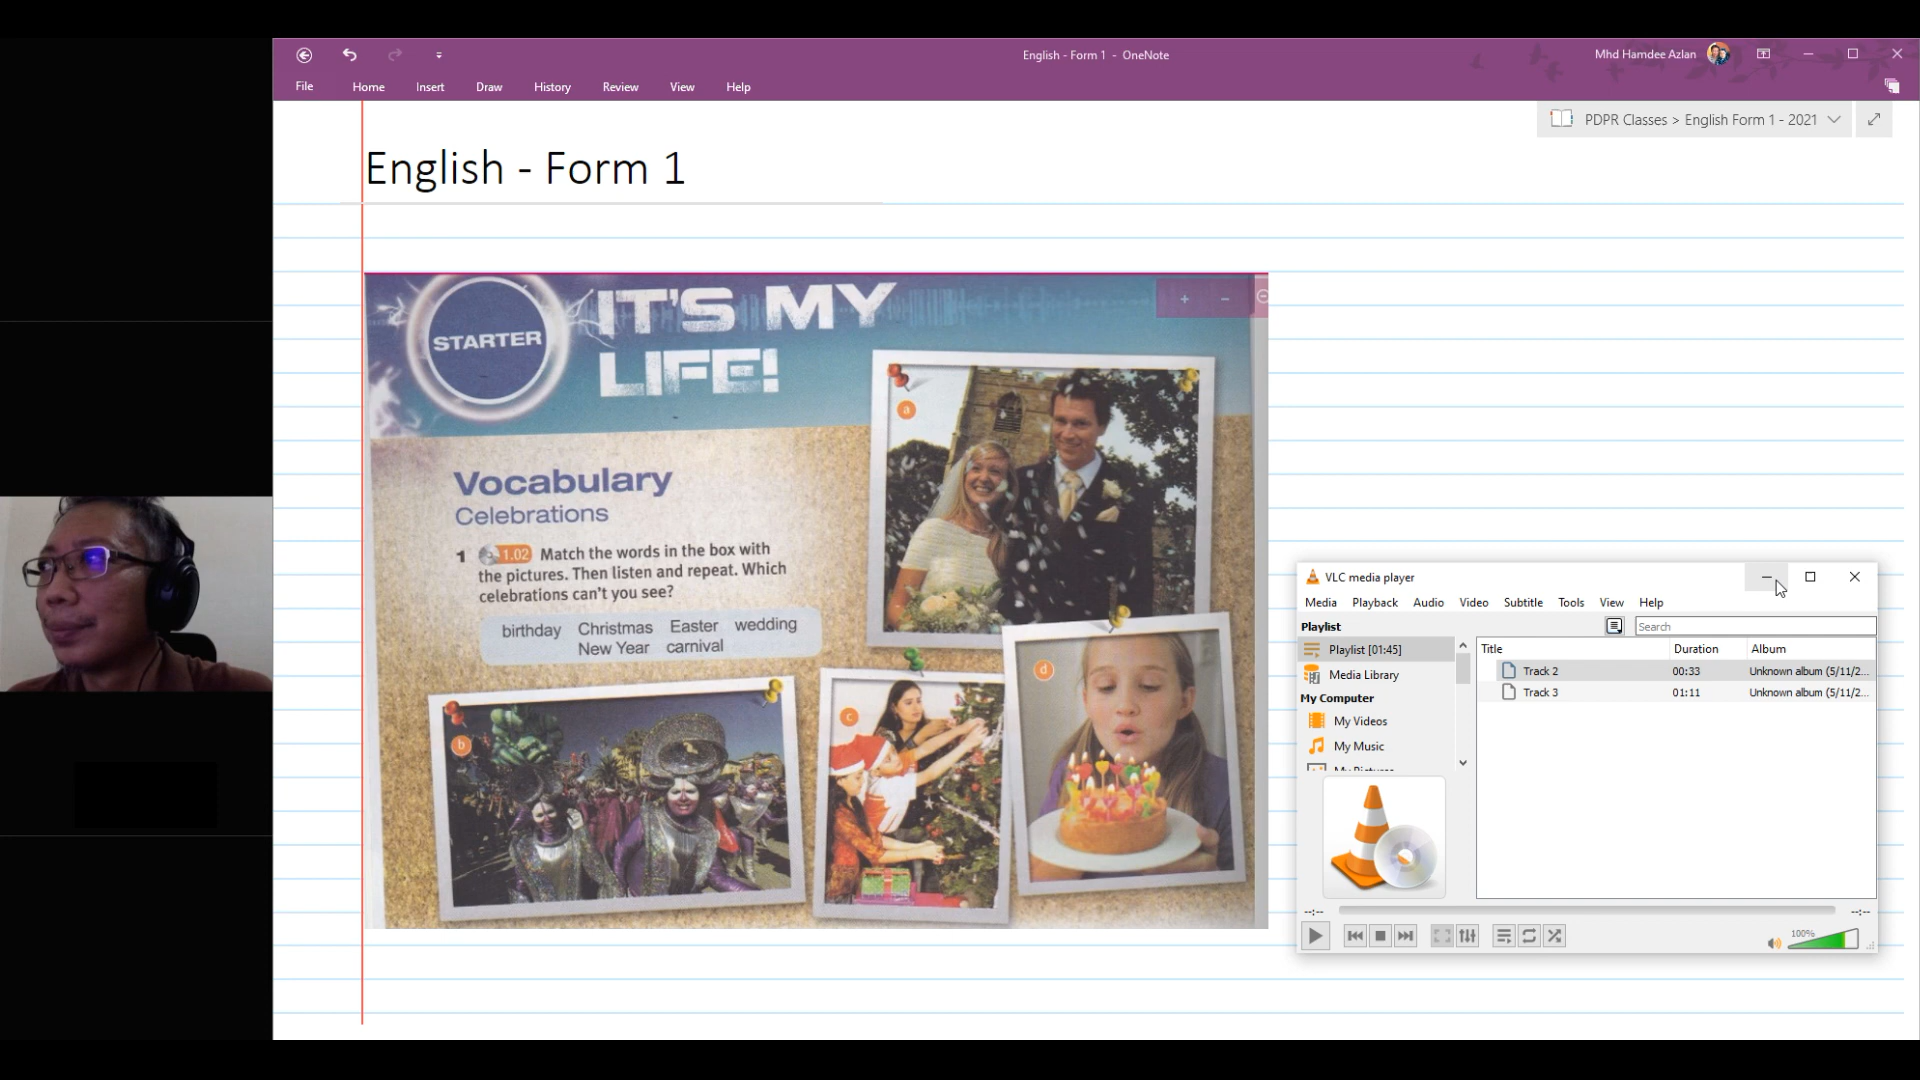 English - Form 1 - OneNote
Mhd Hamdee Azlan
File Home Insert Draw History Review View Help
PDPR Classes > English Form 1 - 2021
English - Form 1
STARTER
IT'S MY
LIFE!
a
Vocabulary
Celebrations
1 1.02 Match the words in the box with
the pictures. Then listen and repeat. Which
celebrations can't you see?
birthday Christmas Easter wedding
New Year carnival
b
c
d
VLC media player
Media Playback Audio Video Subtitle Tools View Help
Playlist
Search
Playlist [01:45]
Media Library
My Computer
My Videos
My Music
My Pictures
Title Duration Album
Track 2 00:33 Unknown album (5/11/2...
Track 3 01:11 Unknown album (5/11/2...
--:-- --:--
100%